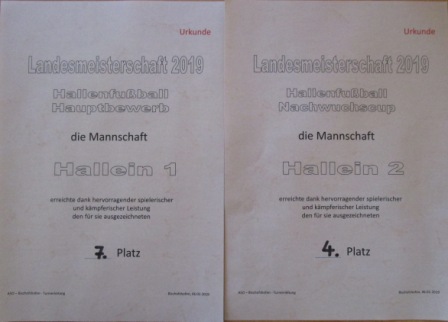 Urkunde
Landesmeisterschaft 2019
Hallenfußball
Hauptbewerb
die Mannschaft
Hallein 1
erreichte dank hervorragender spielerischer
und kämpferischer Leistung
den für sie ausgezeichneten
7. Platz
Urkunde
Landesmeisterschaft 2019
Hallenfußball
Nachwuchscup
die Mannschaft
Hallein 2
erreichte dank hervorragender spielerischer
und kämpferischer Leistung
den für sie ausgezeichneten
4. Platz